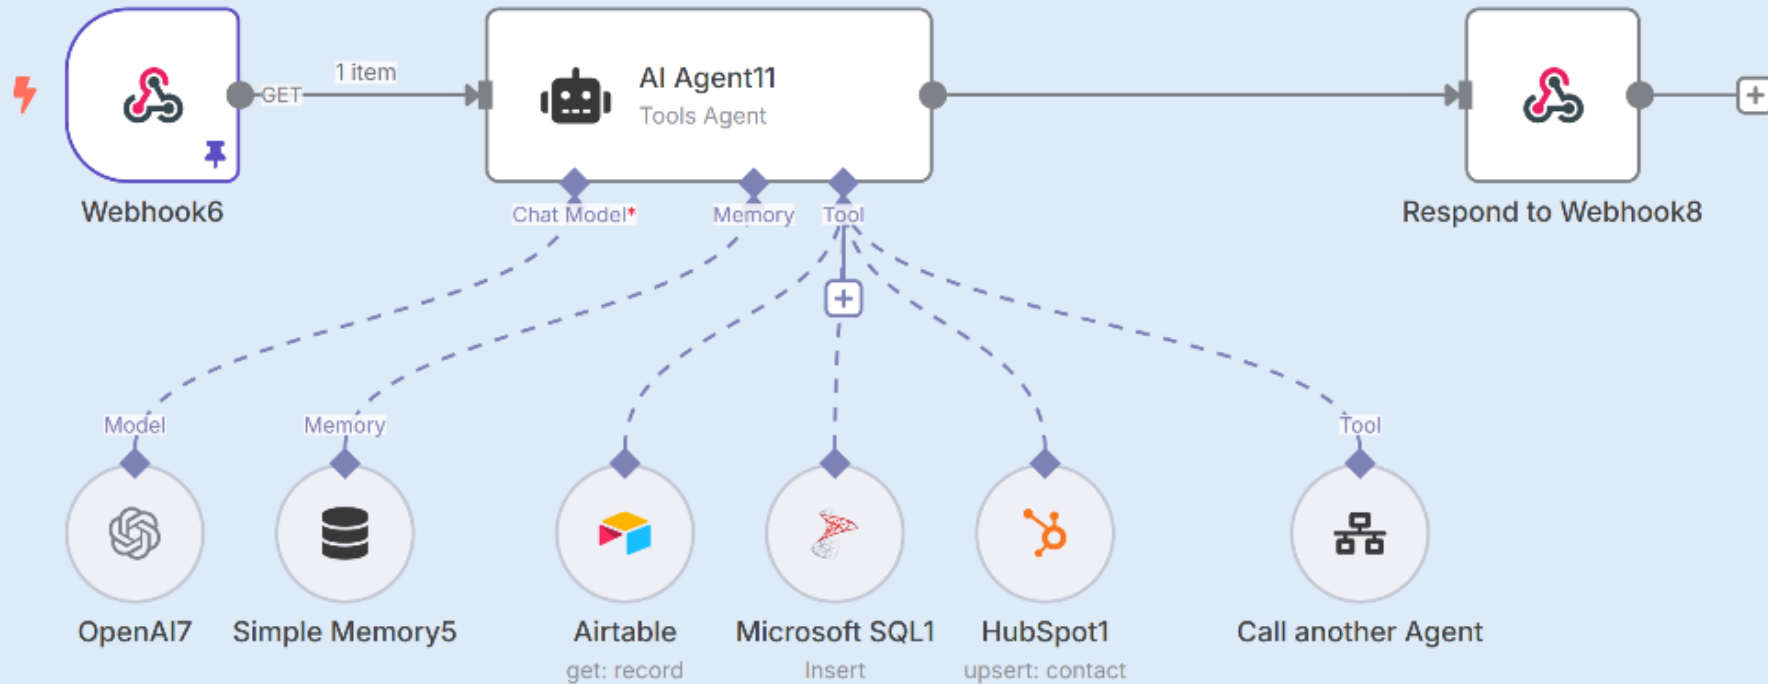 GET
1 item
AI Agent11
Tools Agent
Webhook6
Chat Model*
Memory
Tool
Respond to Webhook8
Model
Memory
Tool
OpenAI7
Simple Memory5
Airtable
get: record
Microsoft SQL1
Insert
HubSpot1
upsert: contact
Call another Agent